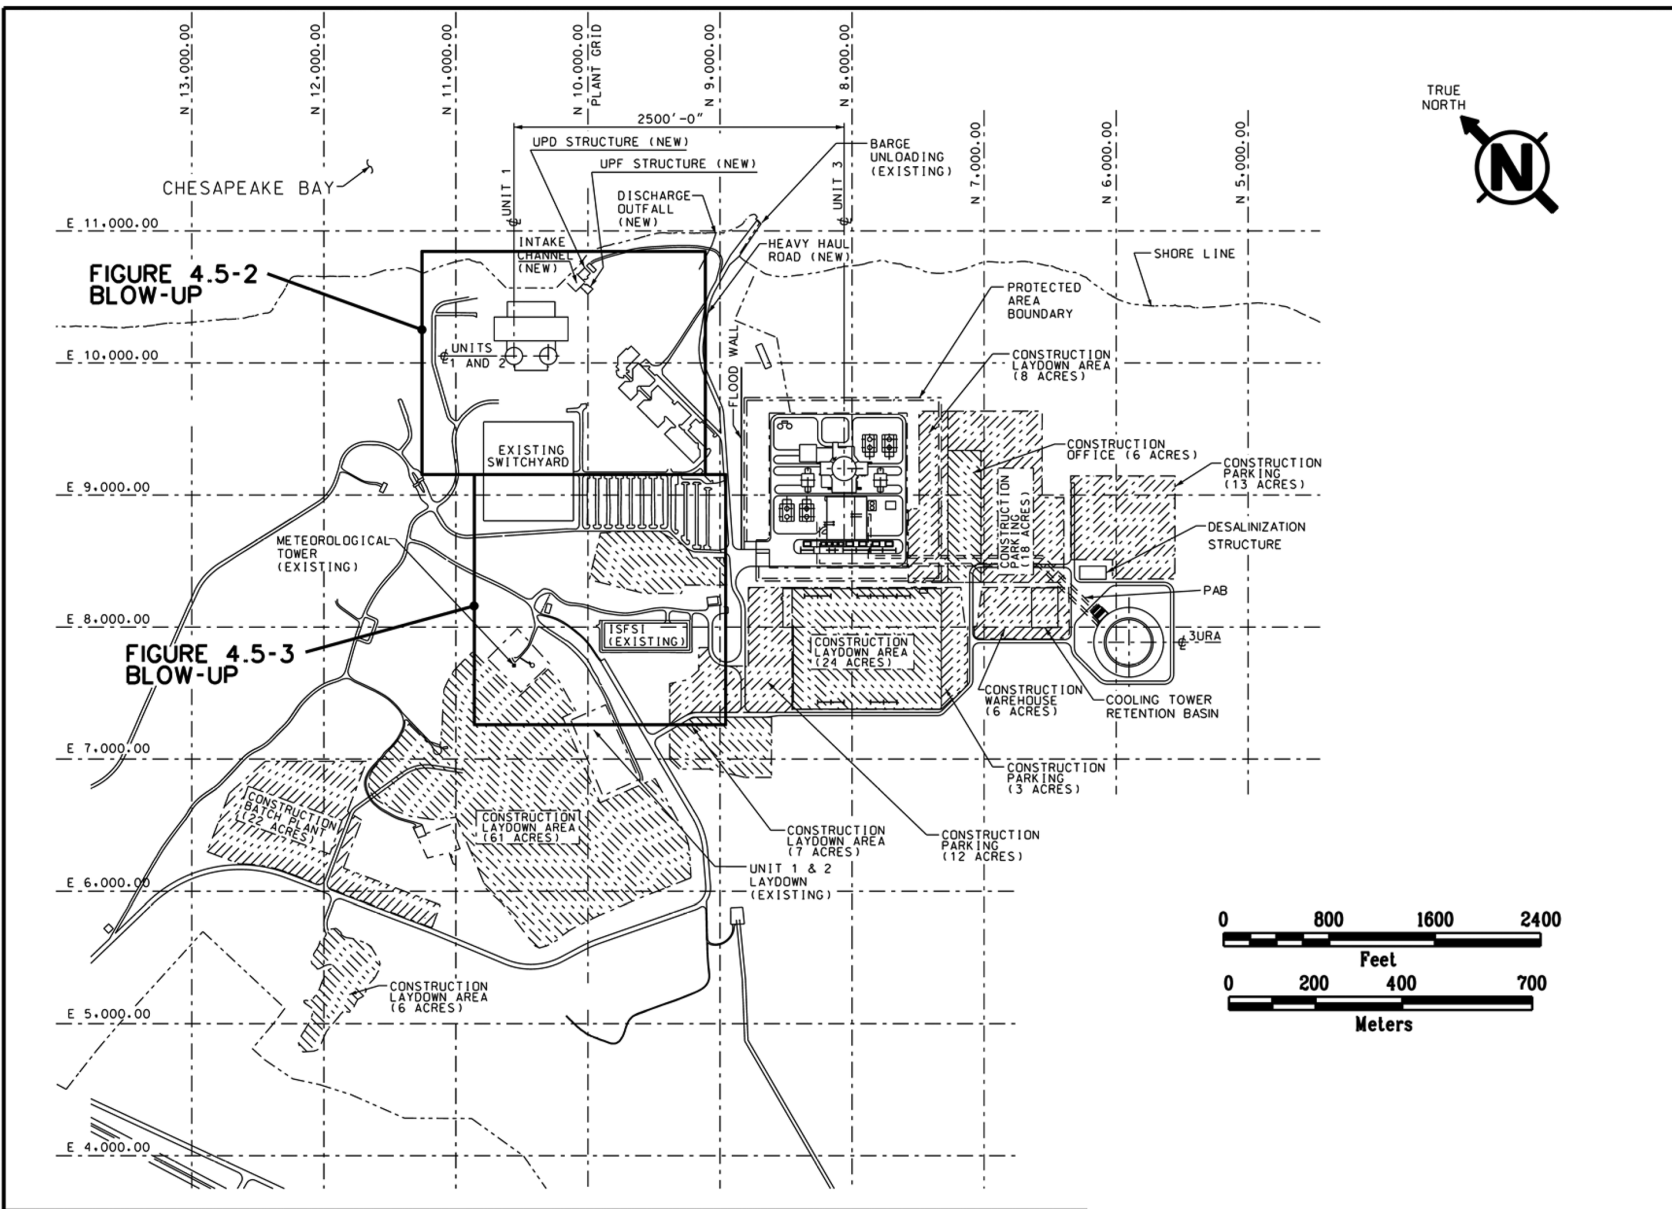 N 13,000.00
N 12,000.00
N 11,000.00
N 10,000.00
PLANT GRID
N 9,000.00
N 8,000.00
N 7,000.00
N 6,000.00
N 5,000.00
TRUE
NORTH
N
2500'-0"
UPD STRUCTURE (NEW)
UPF STRUCTURE (NEW)
BARGE
UNLOADING
(EXISTING)
CHESAPEAKE BAY
℄ UNIT 1
℄ UNIT 3
DISCHARGE
OUTFALL
(NEW)
E 11,000.00
INTAKE
CHANNEL
(NEW)
HEAVY HAUL
ROAD (NEW)
SHORE LINE
FIGURE 4.5-2
BLOW-UP
PROTECTED
AREA
BOUNDARY
E 10,000.00
℄ UNITS
1 AND 2
FLOOD WALL
CONSTRUCTION
LAYDOWN AREA
(8 ACRES)
EXISTING
SWITCHYARD
CONSTRUCTION
OFFICE (6 ACRES)
CONSTRUCTION
PARKING
(13 ACRES)
E 9,000.00
CONSTRUCTION
PARKING
(18 ACRES)
METEOROLOGICAL
TOWER
(EXISTING)
DESALINIZATION
STRUCTURE
PAB
E 8,000.00
ISFSI
(EXISTING)
CONSTRUCTION
LAYDOWN AREA
(24 ACRES)
℄ 3URA
FIGURE 4.5-3
BLOW-UP
CONSTRUCTION
WAREHOUSE
(6 ACRES)
COOLING TOWER
RETENTION BASIN
E 7,000.00
CONSTRUCTION
PARKING
(3 ACRES)
CONSTRUCTION
BATCH PLANT
(22 ACRES)
CONSTRUCTION
LAYDOWN AREA
(61 ACRES)
CONSTRUCTION
LAYDOWN AREA
(7 ACRES)
CONSTRUCTION
PARKING
(12 ACRES)
UNIT 1 & 2
LAYDOWN
(EXISTING)
E 6,000.00
0 800 1600 2400
Feet
0 200 400 700
Meters
CONSTRUCTION
LAYDOWN AREA
(6 ACRES)
E 5,000.00
E 4,000.00